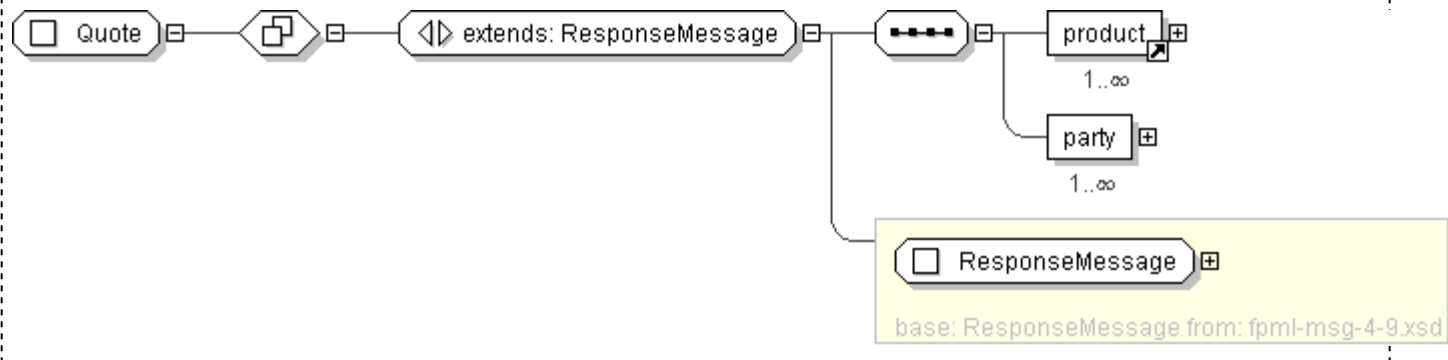 Quote
extends: ResponseMessage
product
1..∞
party
1..∞
ResponseMessage
base: ResponseMessage from: fpml-msg-4-9.xsd